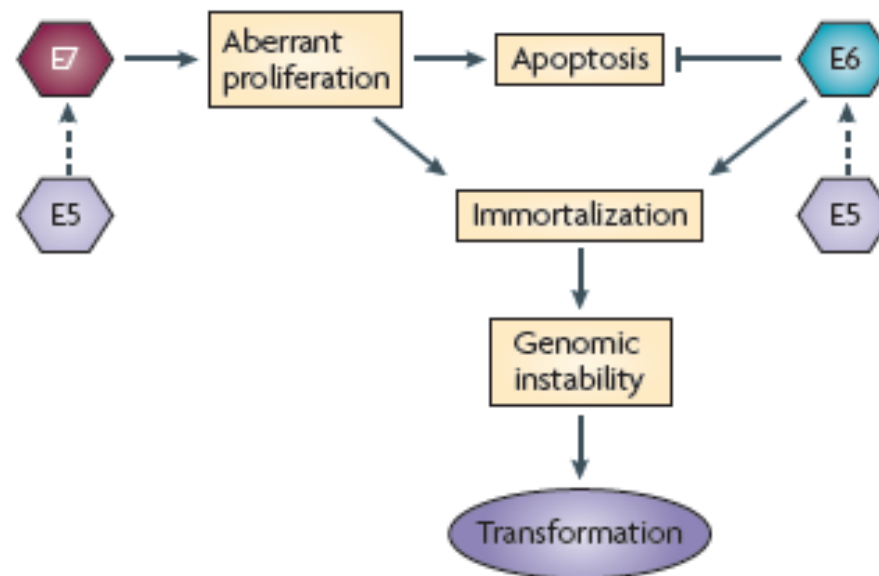 E7
Aberrant
proliferation
Apoptosis
E6
E5
E5
Immortalization
Genomic
instability
Transformation